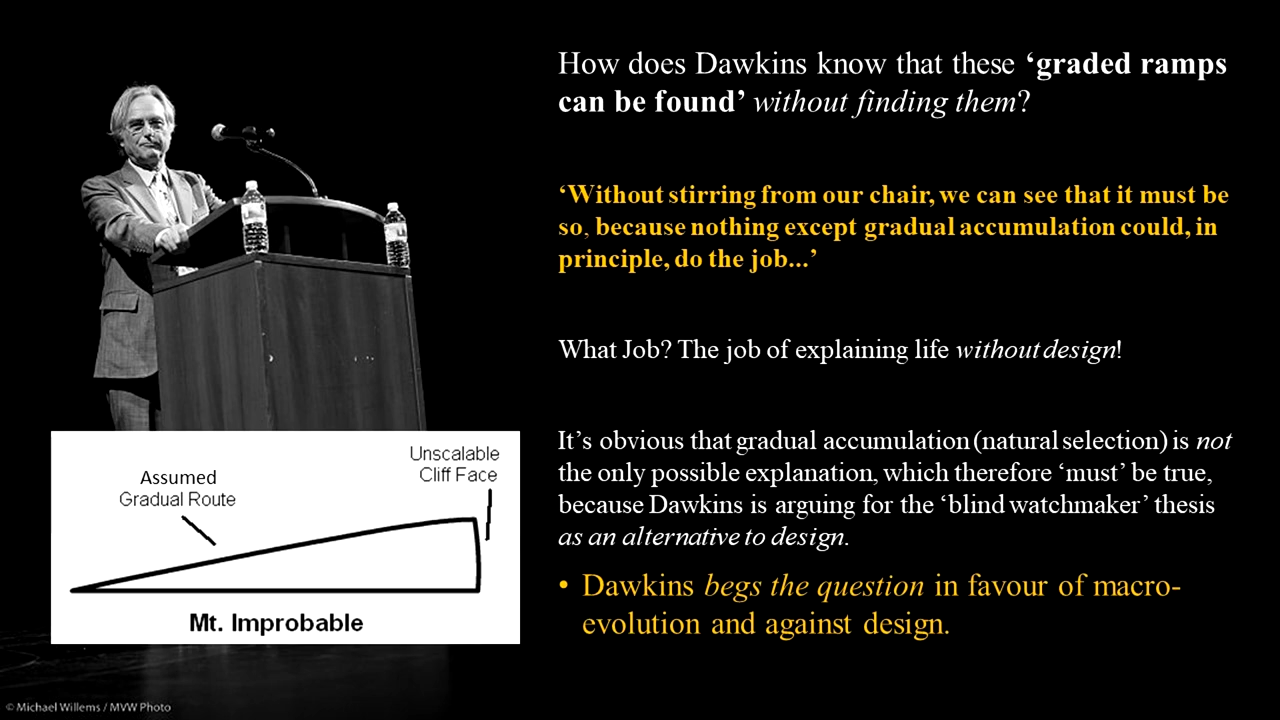 How does Dawkins know that these ‘graded ramps
can be found’ without finding them?
‘Without stirring from our chair, we can see that it must be
so, because nothing except gradual accumulation could, in
principle, do the job...’
What Job? The job of explaining life without design!
It’s obvious that gradual accumulation (natural selection) is not
the only possible explanation, which therefore ‘must’ be true,
because Dawkins is arguing for the ‘blind watchmaker’ thesis
as an alternative to design.
• Dawkins begs the question in favour of macro-
evolution and against design.
Assumed
Gradual Route
Unscalable
Cliff Face
Mt. Improbable
© Michael Willems / MVW Photo